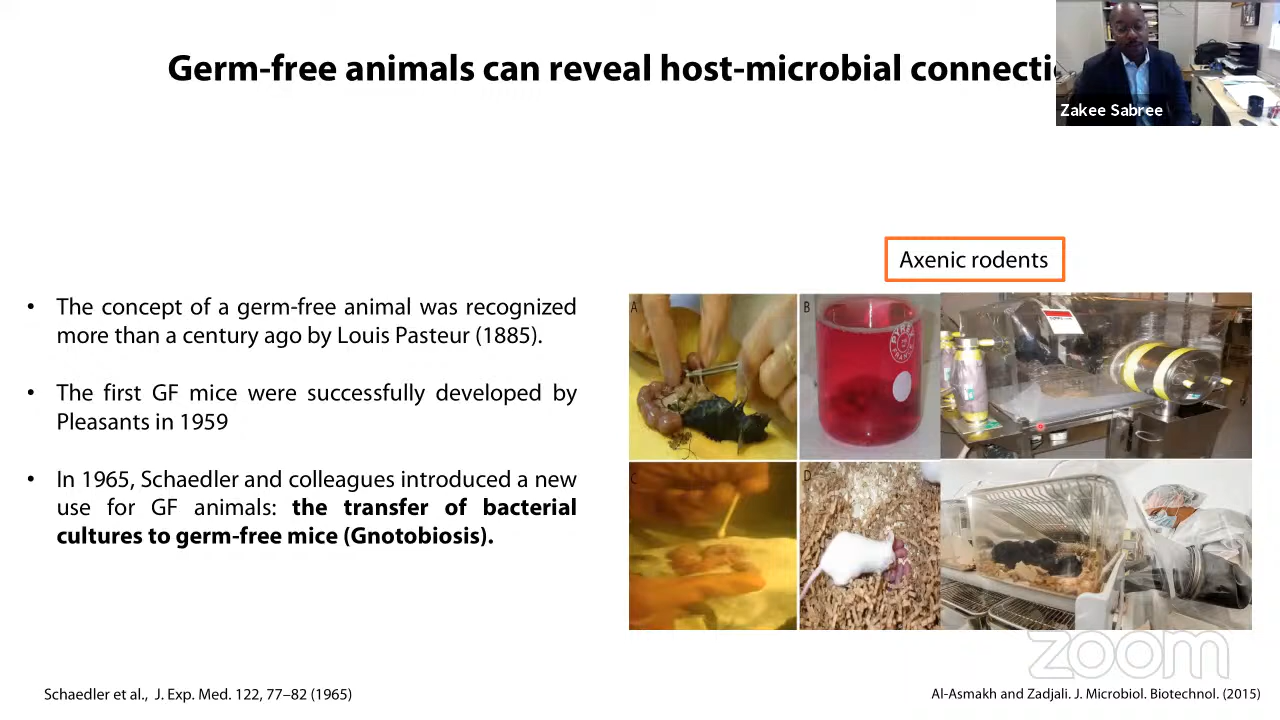 Germ-free animals can reveal host-microbial connectio
Zakee Sabree
Axenic rodents
• The concept of a germ-free animal was recognized
more than a century ago by Louis Pasteur (1885).
• The first GF mice were successfully developed by
Pleasants in 1959
• In 1965, Schaedler and colleagues introduced a new
use for GF animals: the transfer of bacterial
cultures to germ-free mice (Gnotobiosis).
A
B
C
D
zoom
Schaedler et al., J. Exp. Med. 122, 77–82 (1965)
Al-Asmakh and Zadjali. J. Microbiol. Biotechnol. (2015)